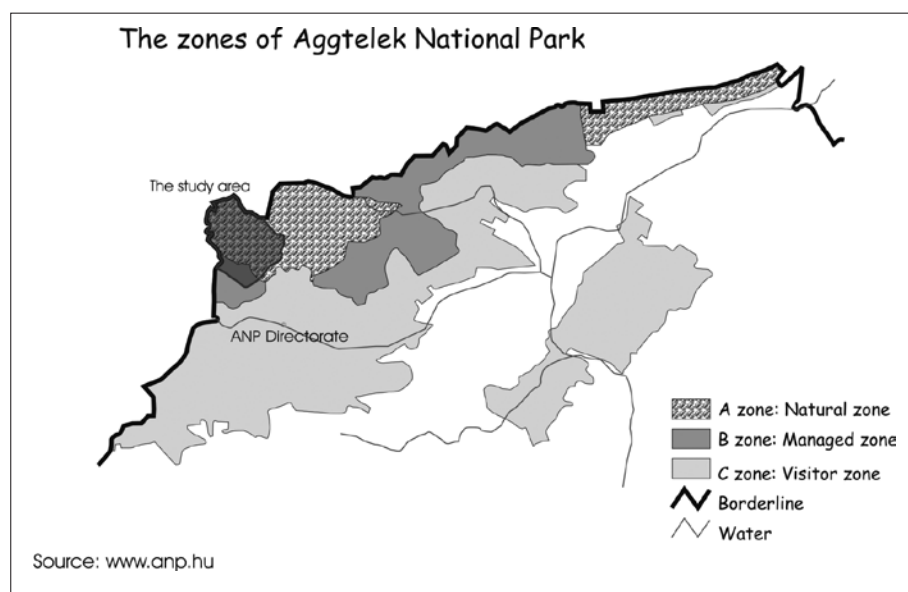 The zones of Aggtelek National Park
The study area
ANP Directorate
A zone: Natural zone
B zone: Managed zone
C zone: Visitor zone
Borderline
Water
Source: www.anp.hu